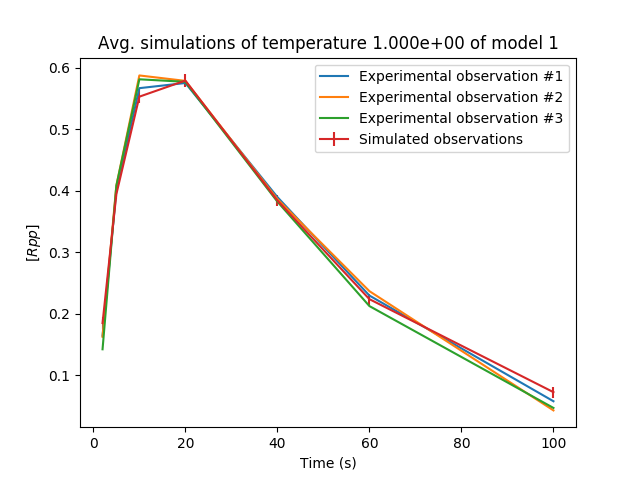 Avg. simulations of temperature 1.000e+00 of model 1
Experimental observation #1
Experimental observation #2
Experimental observation #3
Simulated observations
0.6
0.5
0.4
0.3
0.2
0.1
[Rpp]
0 20 40 60 80 100
Time (s)